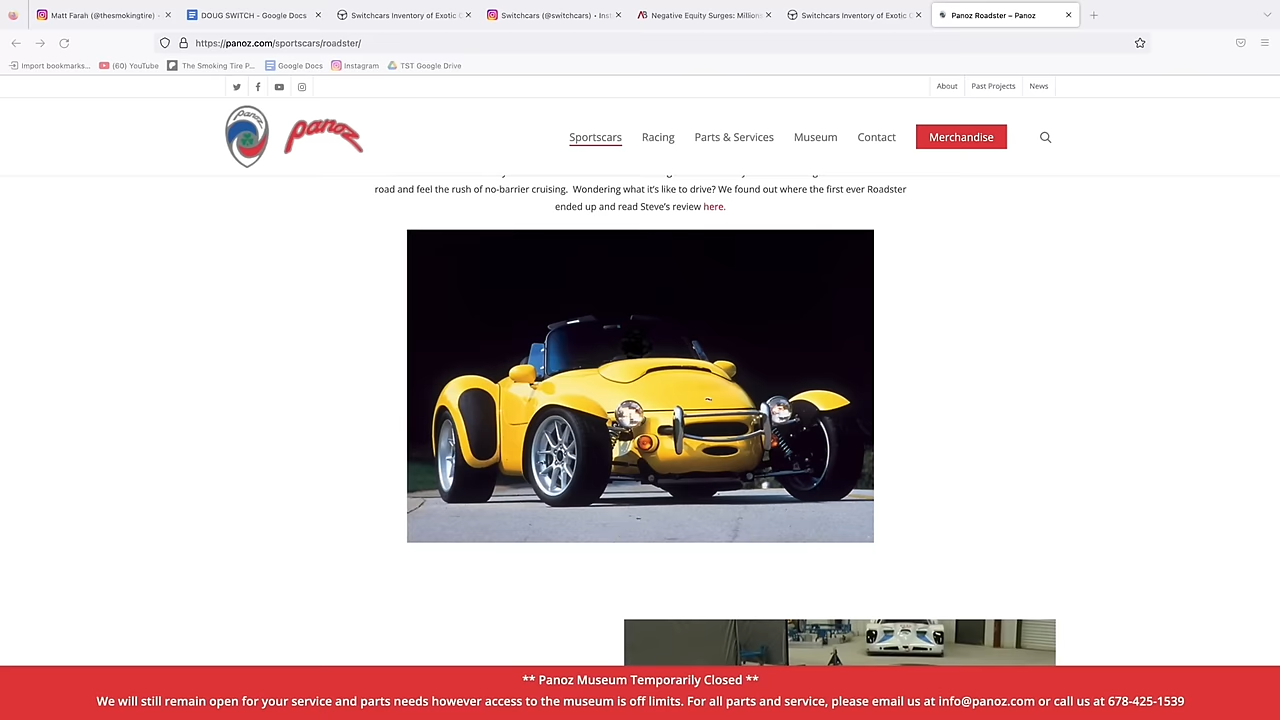 Matt Farah (@thesmokingtire) •
DOUG SWITCH - Google Docs
Switchcars Inventory of Exotic C
Switchcars (@switchcars) • Inst
Negative Equity Surges: Million
Switchcars Inventory of Exotic C
Panoz Roadster – Panoz
https://panoz.com/sportscars/roadster/
Import bookmarks...
(60) YouTube
The Smoking Tire P...
Google Docs
Instagram
TST Google Drive
About
Past Projects
News
panoz
panoz
Sportscars
Racing
Parts & Services
Museum
Contact
Merchandise
road and feel the rush of no-barrier cruising. Wondering what it's like to drive? We found out where the first ever Roadster
ended up and read Steve's review here.
** Panoz Museum Temporarily Closed **
We will still remain open for your service and parts needs however access to the museum is off limits. For all parts and service, please email us at info@panoz.com or call us at 678-425-1539